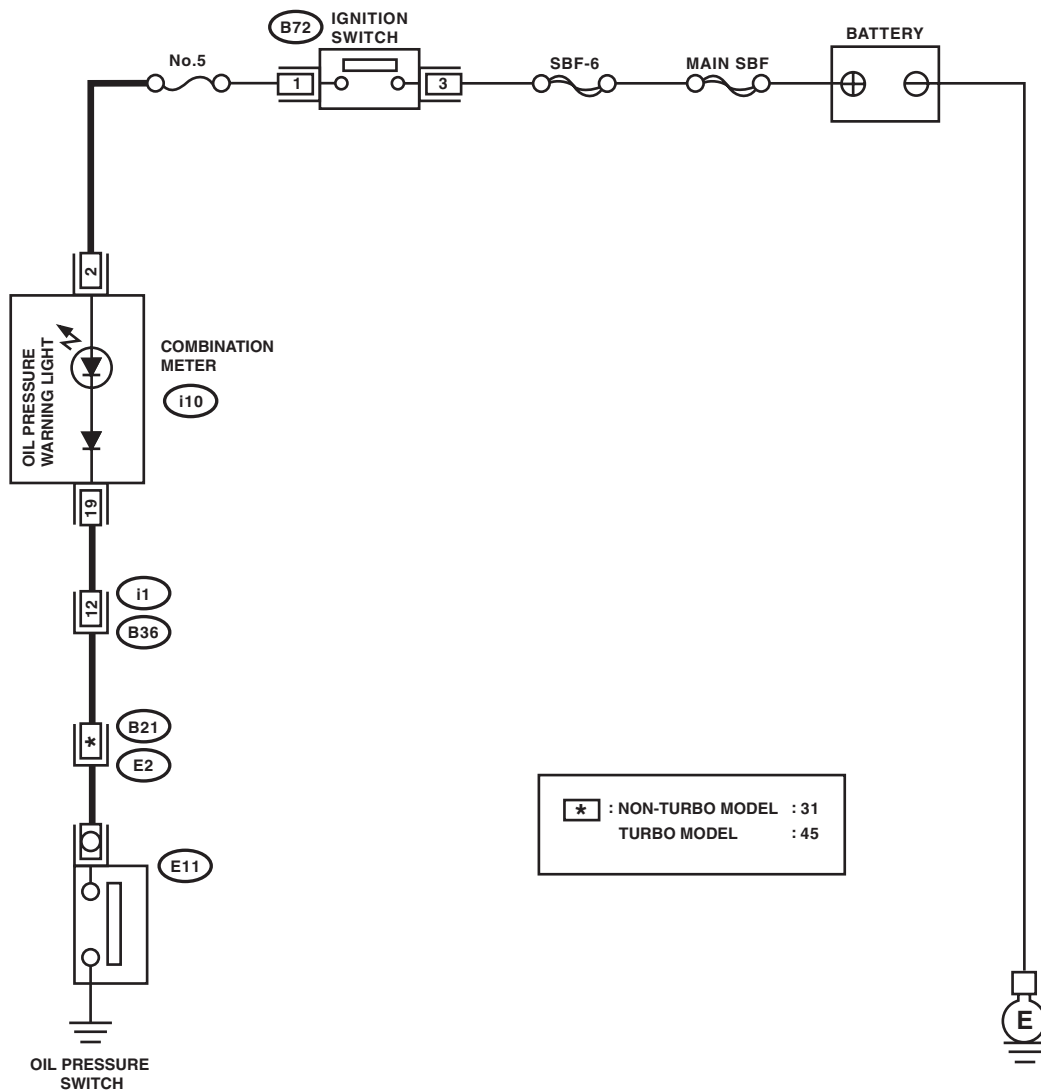 B72
IGNITION
SWITCH
BATTERY
No.5
SBF-6
MAIN SBF
1
3
2
OIL PRESSURE
WARNING LIGHT
COMBINATION
METER
i10
19
12
i1
B36
*
B21
E2
* : NON-TURBO MODEL : 31
TURBO MODEL : 45
E11
E
OIL PRESSURE
SWITCH